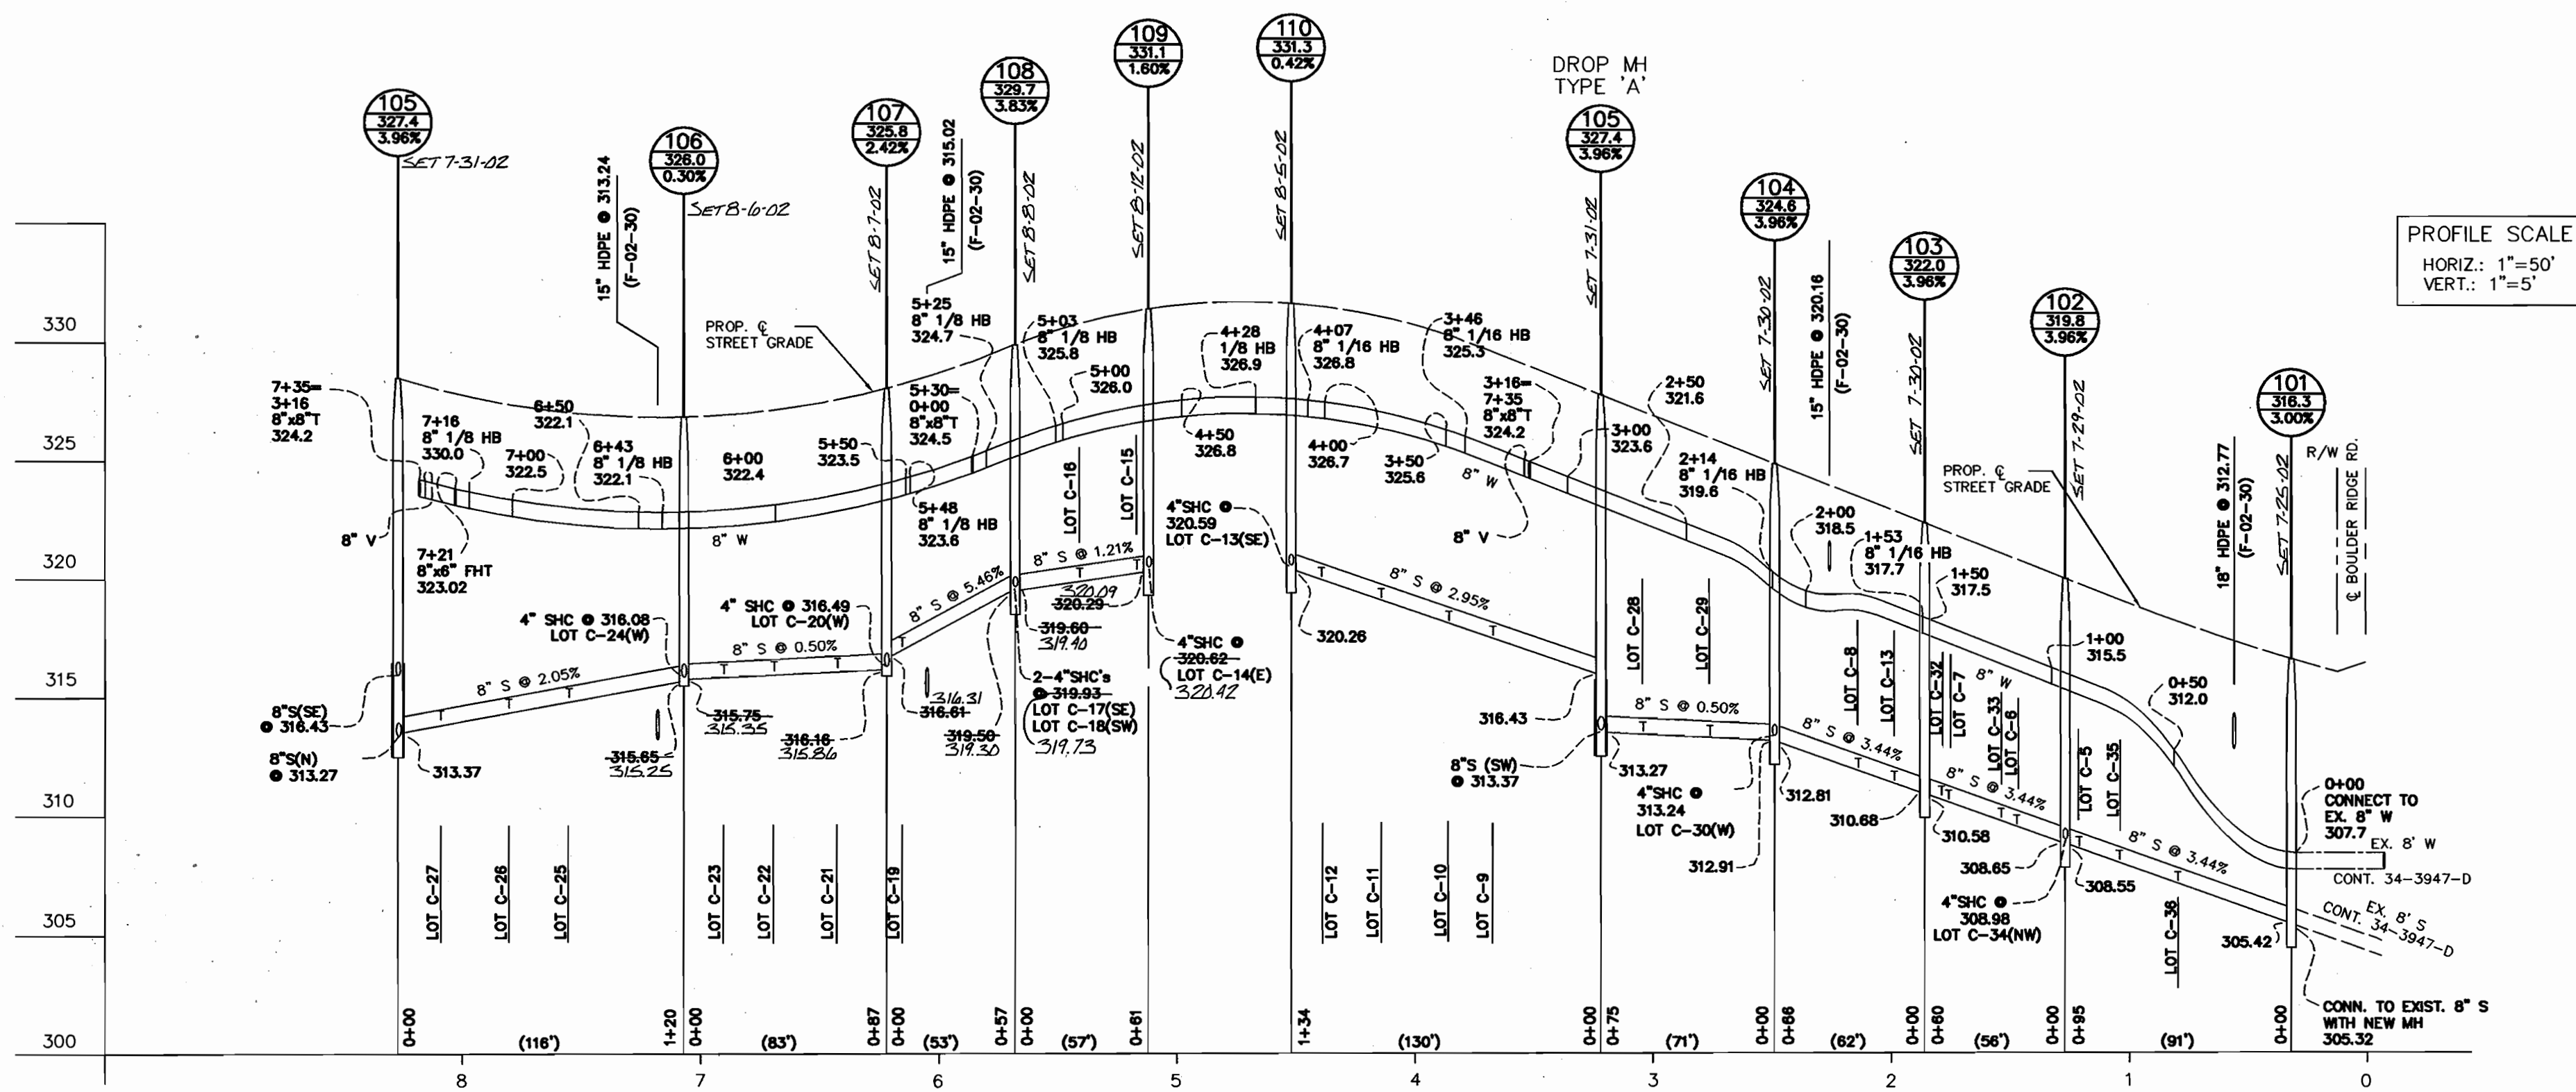 105
327.4
3.96%
SET 7-31-02
106
326.0
0.30%
SET 8-6-02
15" HDPE @ 313.24
(F-02-30)
107
325.8
2.42%
SET 8-7-02
15" HDPE @ 315.02
(F-02-30)
108
329.7
3.83%
SET 8-8-02
109
331.1
1.60%
SET 8-12-02
110
331.3
0.42%
SET 8-5-02
DROP MH
TYPE 'A'
105
327.4
3.96%
SET 7-31-02
104
324.6
3.96%
SET 7-30-02
15" HDPE @ 320.16
(F-02-30)
103
322.0
3.96%
SET 7-30-02
102
319.8
3.96%
SET 7-29-02
18" HDPE @ 312.77
(F-02-30)
101
316.3
3.00%
SET 7-25-02
R/W
℄ BOULDER RIDGE RD.
PROFILE SCALE
HORIZ.: 1"=50'
VERT.: 1"=5'
330
325
320
315
310
305
300
7+35=
3+16
8"x8"T
324.2
7+16
8" 1/8 HB
330.0
7+00
322.5
6+50
322.1
6+43
8" 1/8 HB
322.1
PROP. ℄
STREET GRADE
6+00
322.4
5+50
323.5
5+25
8" 1/8 HB
324.7
5+30=
0+00
8"x8"T
324.5
5+48
8" 1/8 HB
323.6
5+03
8" 1/8 HB
325.8
5+00
326.0
4+50
326.8
4+28
1/8 HB
326.9
4+07
8" 1/16 HB
326.8
4+00
326.7
3+50
325.6
3+46
8" 1/16 HB
325.3
3+16=
7+35
8"x8"T
324.2
8" W
8" V
3+00
323.6
2+50
321.6
2+14
8" 1/16 HB
319.6
2+00
318.5
1+53
8" 1/16 HB
317.7
1+50
317.5
PROP. ℄
STREET GRADE
1+00
315.5
8" W
0+50
312.0
0+00
CONNECT TO
EX. 8" W
307.7
EX. 8' W
CONT. 34-3947-D
8" V
7+21
8"x6" FHT
323.02
8" W
8"S(SE)
@ 316.43
8"S(N)
@ 313.27
313.37
8" S @ 2.05%
4" SHC @ 316.08
LOT C-24(W)
315.65
315.25
315.75
315.35
8" S @ 0.50%
4" SHC @ 316.49
LOT C-20(W)
316.16
315.86
316.31
316.61
8" S @ 5.46%
319.50
319.30
319.60
319.40
8" S @ 1.21%
320.09
320.29
LOT C-16
LOT C-15
2-4"SHC's
@ 319.93
LOT C-17(SE)
LOT C-18(SW)
319.73
4"SHC @
320.62
LOT C-14(E)
320.42
4"SHC @
320.59
LOT C-13(SE)
320.26
8" S @ 2.95%
316.43
8"S (SW)
@ 313.37
313.27
LOT C-28
LOT C-29
8" S @ 0.50%
4"SHC @
313.24
LOT C-30(W)
312.91
312.81
8" S @ 3.44%
LOT C-8
LOT C-13
310.68
310.58
LOT C-32
LOT C-7
LOT C-33
LOT C-6
8" S @ 3.44%
308.65
308.55
4"SHC @
308.98
LOT C-34(NW)
LOT C-5
LOT C-35
8" S @ 3.44%
LOT C-36
305.42
EX. 8' S
CONT. 34-3947-D
CONN. TO EXIST. 8" S
WITH NEW MH
305.32
LOT C-27
LOT C-26
LOT C-25
LOT C-23
LOT C-22
LOT C-21
LOT C-19
LOT C-12
LOT C-11
LOT C-10
LOT C-9
0+00
(116')
1+20
0+00
(83')
0+87
0+00
(53')
0+57
0+00
(57')
0+61
1+34
(130')
0+00
0+75
(71')
0+00
0+66
(62')
0+00
0+60
(56')
0+00
0+95
(91')
0+00
8
7
6
5
4
3
2
1
0